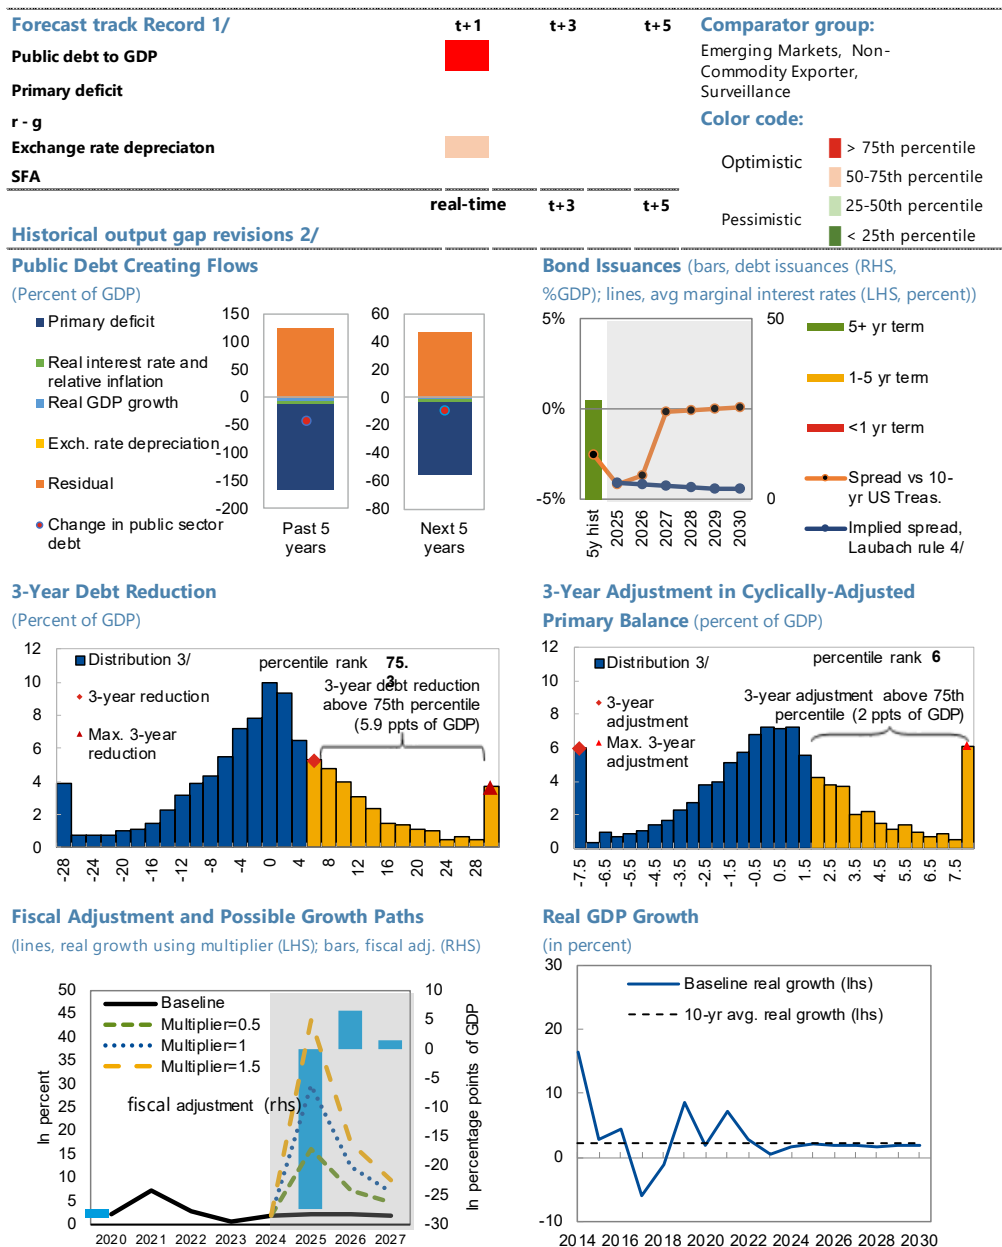 Forecast track Record 1/ t+1 t+3 t+5
Public debt to GDP
Primary deficit
r - g
Exchange rate depreciaton
SFA
real-time t+3 t+5
Historical output gap revisions 2/
Comparator group:
Emerging Markets, Non-
Commodity Exporter,
Surveillance
Color code:
Optimistic
> 75th percentile
50-75th percentile
Pessimistic
25-50th percentile
< 25th percentile
Public Debt Creating Flows
(Percent of GDP)
Primary deficit
Real interest rate and
relative inflation
Real GDP growth
Exch. rate depreciation
Residual
Change in public sector
debt
150
100
50
0
-50
-100
-150
-200
Past 5
years
60
40
20
0
-20
-40
-60
-80
Next 5
years
Bond Issuances (bars, debt issuances (RHS,
%GDP); lines, avg marginal interest rates (LHS, percent))
5%
0%
-5%
50
0
5y hist
2025
2026
2027
2028
2029
2030
5+ yr term
1-5 yr term
<1 yr term
Spread vs 10-
yr US Treas.
Implied spread,
Laubach rule 4/
3-Year Debt Reduction
(Percent of GDP)
12
10
8
6
4
2
0
Distribution 3/
3-year reduction
Max. 3-year
reduction
percentile rank 75.
3
3-year debt reduction
above 75th percentile
(5.9 ppts of GDP)
-28 -24 -20 -16 -12 -8 -4 0 4 8 12 16 20 24 28
3-Year Adjustment in Cyclically-Adjusted
Primary Balance (percent of GDP)
12
10
8
6
4
2
0
Distribution 3/
3-year
adjustment
Max. 3-year
adjustment
percentile rank 6
3-year adjustment above 75th
percentile (2 ppts of GDP)
-7.5 -6.5 -5.5 -4.5 -3.5 -2.5 -1.5 -0.5 0.5 1.5 2.5 3.5 4.5 5.5 6.5 7.5
Fiscal Adjustment and Possible Growth Paths
(lines, real growth using multiplier (LHS); bars, fiscal adj. (RHS)
In percent
50
45
40
35
30
25
20
15
10
5
0
Baseline
Multiplier=0.5
Multiplier=1
Multiplier=1.5
fiscal adjustment (rhs)
10
5
0
-5
-10
-15
-20
-25
-30
In percentage points of GDP
2020 2021 2022 2023 2024 2025 2026 2027
Real GDP Growth
(in percent)
30
20
10
0
-10
Baseline real growth (lhs)
10-yr avg. real growth (lhs)
2014 2016 2018 2020 2022 2024 2026 2028 2030